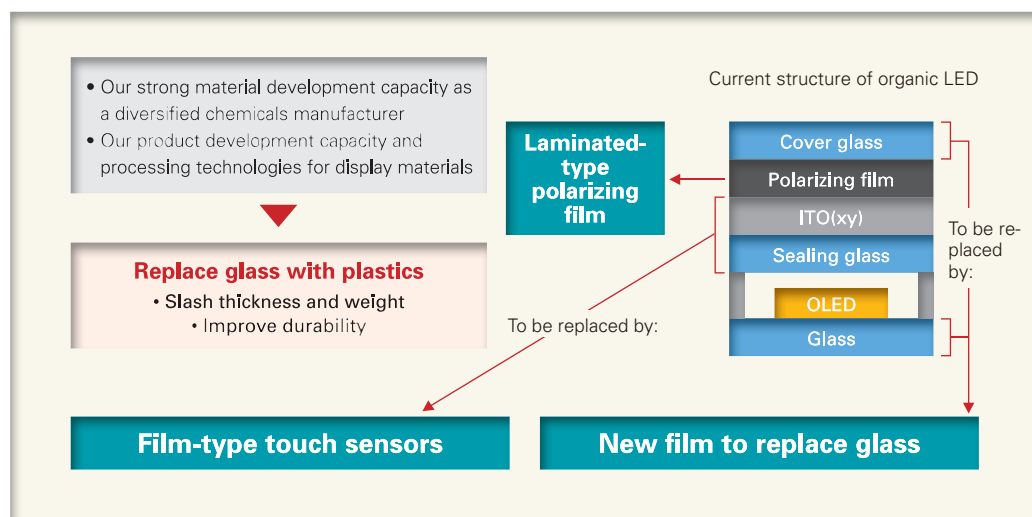 • Our strong material development capacity as
a diversified chemicals manufacturer
• Our product development capacity and
processing technologies for display materials
Replace glass with plastics
• Slash thickness and weight
• Improve durability
Current structure of organic LED
Laminated-
type
polarizing
film
Cover glass
Polarizing film
ITO(xy)
Sealing glass
OLED
Glass
To be re-
placed
by:
To be replaced by:
Film-type touch sensors
New film to replace glass